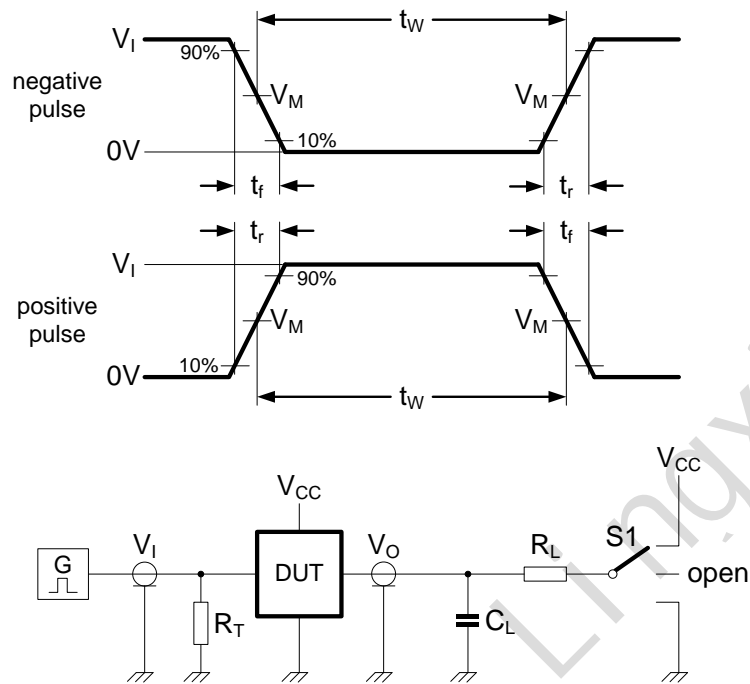 V_I
t_W
90%
negative
pulse
V_M
V_M
0V
10%
t_f
t_r
t_r
t_f
V_I
90%
positive
pulse
V_M
V_M
10%
0V
t_W
V_CC
V_CC
V_I
V_O
R_L
S1
G
DUT
open
R_T
C_L